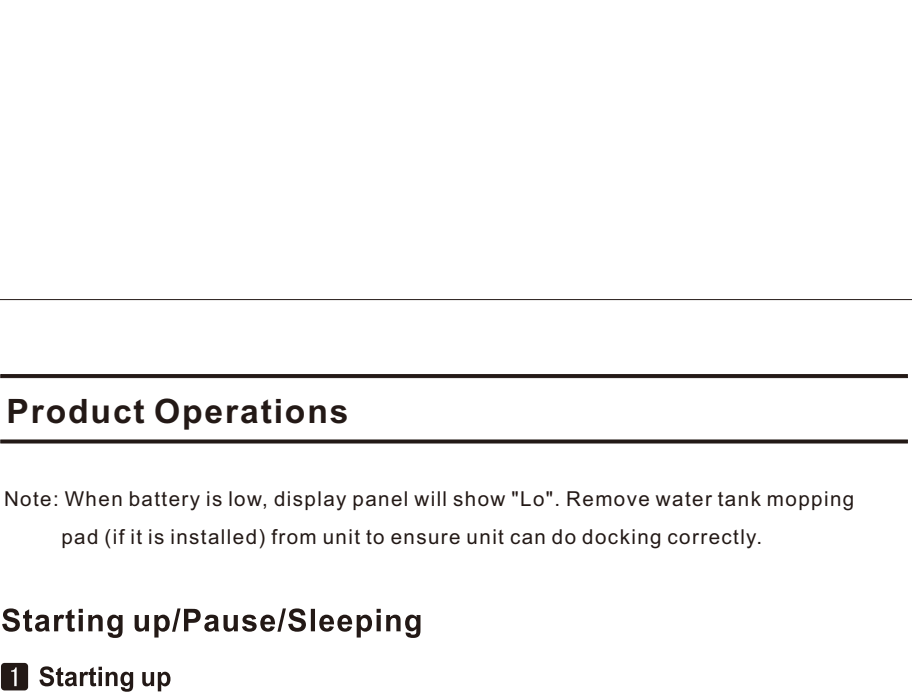 Product Operations
Note: When battery is low, display panel will show "Lo". Remove water tank mopping
pad (if it is installed) from unit to ensure unit can do docking correctly.
Starting up/Pause/Sleeping
1 Starting up